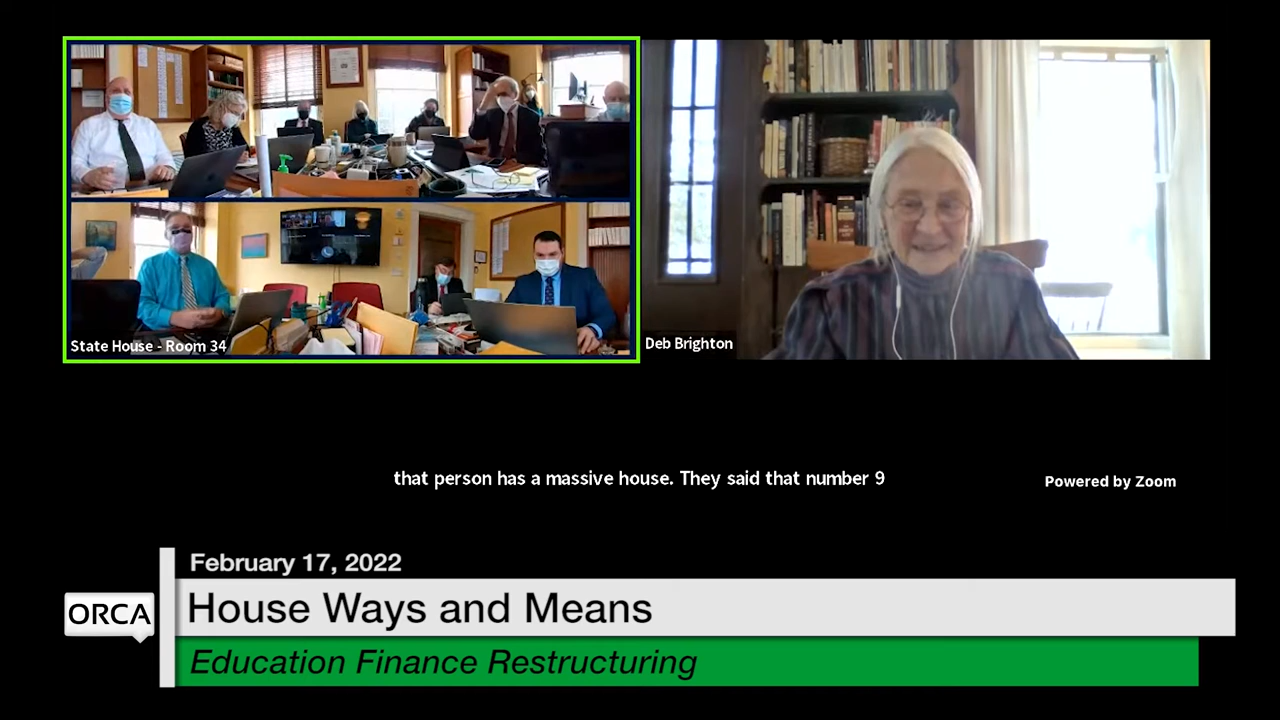 State House - Room 34
Deb Brighton
that person has a massive house. They said that number 9
Powered by Zoom
February 17, 2022
ORCA
House Ways and Means
Education Finance Restructuring